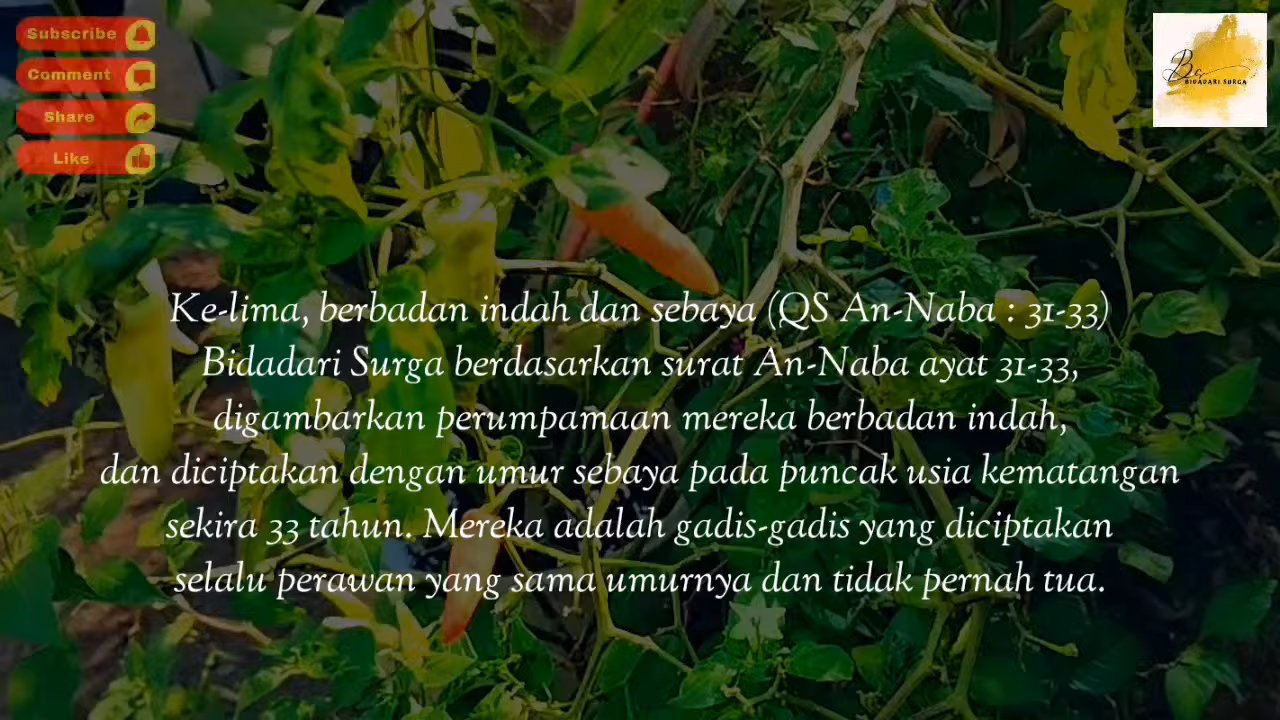 Subscribe
Comment
Share
Like
Bs
BIDADARI SURGA
Ke-lima, berbadan indah dan sebaya (QS An-Naba : 31-33)
Bidadari Surga berdasarkan surat An-Naba ayat 31-33,
digambarkan perumpamaan mereka berbadan indah,
dan diciptakan dengan umur sebaya pada puncak usia kematangan
sekira 33 tahun. Mereka adalah gadis-gadis yang diciptakan
selalu perawan yang sama umurnya dan tidak pernah tua.